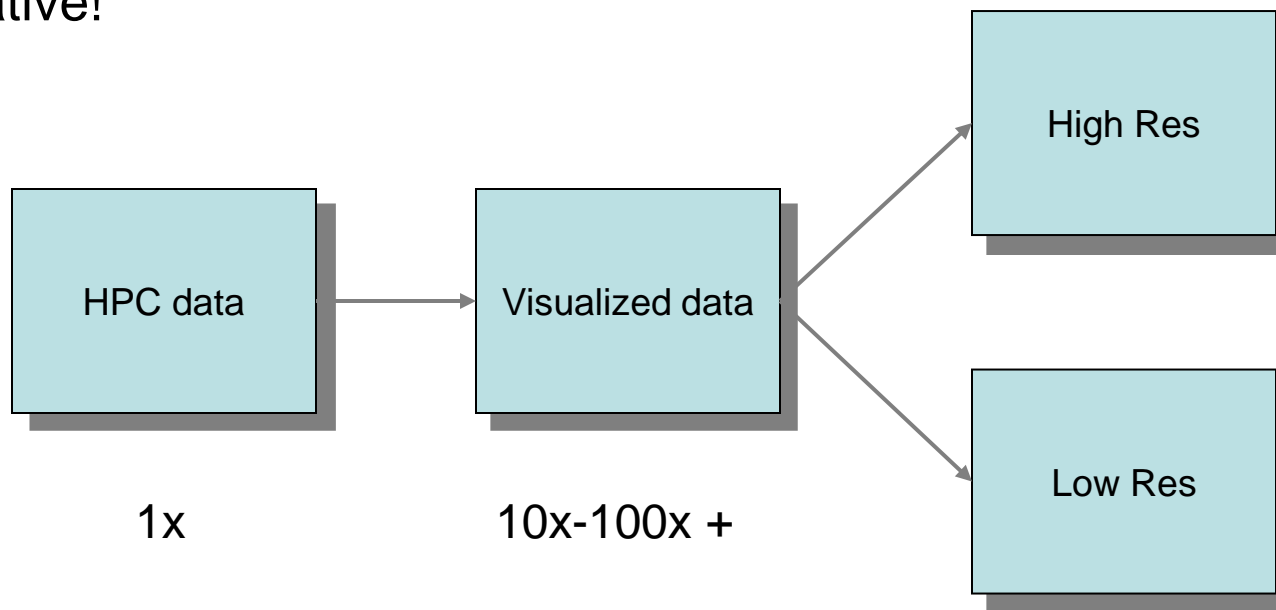 High Res
HPC data
Visualized data
Low Res
1x
10x-100x +